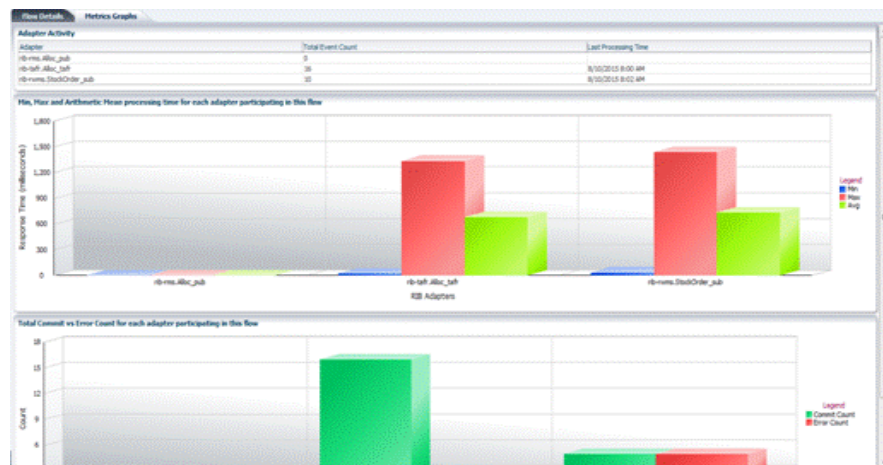 Flow Details Metrics Graphs
Adapter Activity
Adapter Total Event Count Last Processing Time
rib-rms.Alloc_pub 0
rib-tafr.Alloc_tafr 16 8/10/2015 8:00 AM
rib-rwms.StockOrder_sub 10 8/10/2015 8:02 AM
Min, Max and Arithmetic Mean processing time for each adapter participating in this flow
1,800
1,500
1,200
900
600
300
0
Response Time (milliseconds)
Legend
Min
Max
Avg
rib-rms.Alloc_pub rib-tafr.Alloc_tafr rib-rwms.StockOrder_sub
RIB Adapters
Total Commit vs Error Count for each adapter participating in this flow
18
15
12
9
6
Count
Legend
Commit Count
Error Count